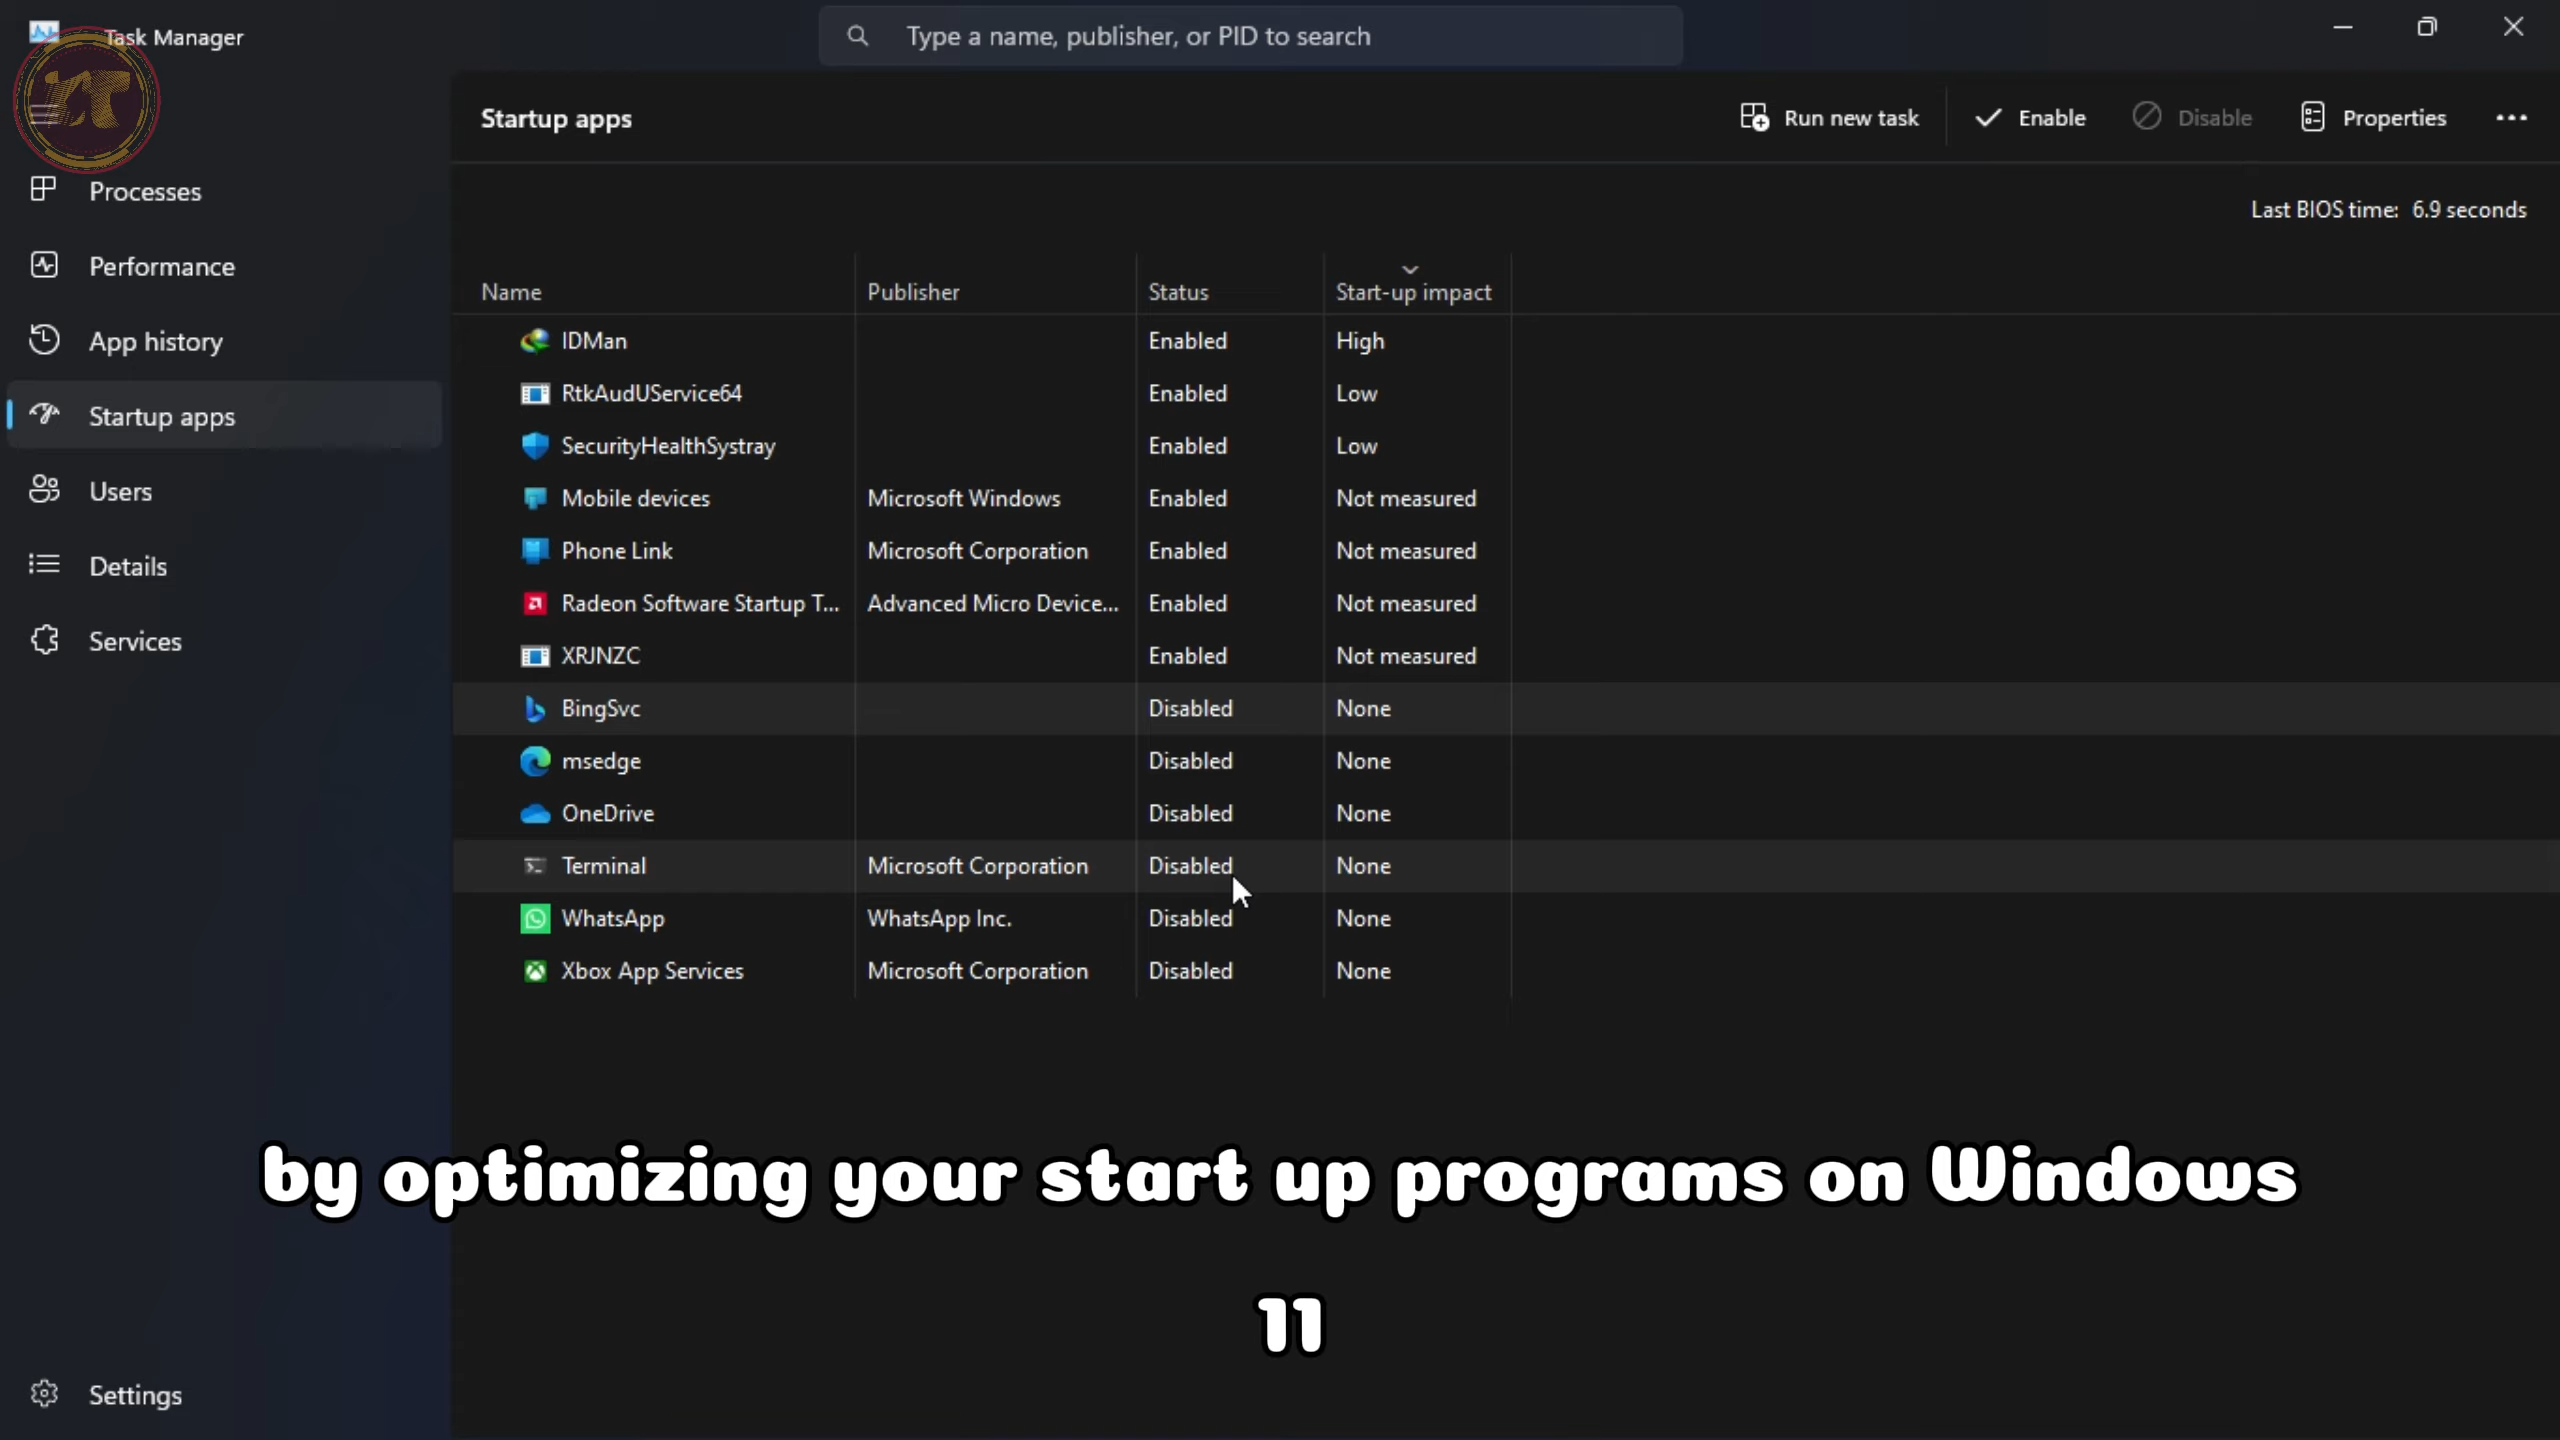 Task Manager
Type a name, publisher, or PID to search
Startup apps
Run new task
Enable
Disable
Properties
Processes
Last BIOS time: 6.9 seconds
Performance
Name Publisher Status Start-up impact
IDMan Enabled High
App history
RtkAudUService64 Enabled Low
Startup apps
SecurityHealthSystray Enabled Low
Users
Mobile devices Microsoft Windows Enabled Not measured
Phone Link Microsoft Corporation Enabled Not measured
Details
Radeon Software Startup T... Advanced Micro Device... Enabled Not measured
Services
XRJNZC Enabled Not measured
BingSvc Disabled None
msedge Disabled None
OneDrive Disabled None
Terminal Microsoft Corporation Disabled None
WhatsApp WhatsApp Inc. Disabled None
Xbox App Services Microsoft Corporation Disabled None
by optimizing your start up programs on Windows
11
Settings